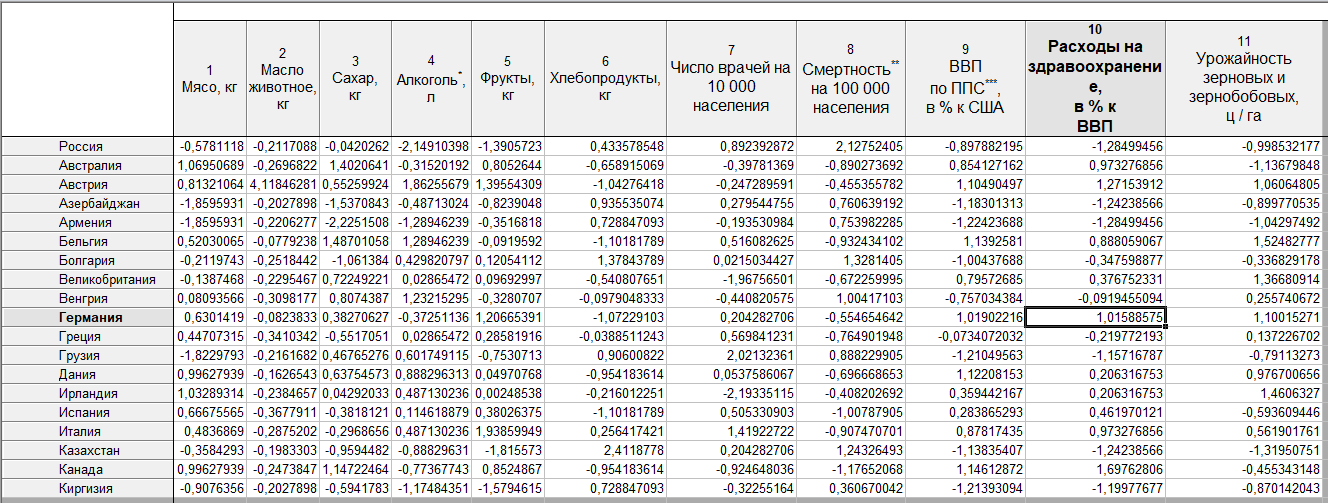 1 Мясо, кг | 2 Масло животное, кг | 3 Сахар, кг | 4 Алкоголь*, л | 5 Фрукты, кг | 6 Хлебопродукты, кг | 7 Число врачей на 10 000 населения | 8 Смертность** на 100 000 населения | 9 ВВП по ППС***, в % к США | 10 Расходы на здравоохранение, в % к ВВП | 11 Урожайность зерновых и зернобобовых, ц / га
Россия -0,5781118 -0,2117088 -0,0420262 -2,14910398 -1,3905723 0,433578548 0,892392872 2,12752405 -0,897882195 -1,28499456 -0,998532177
Австралия 1,06950689 -0,2696822 1,4020641 -0,31520192 0,8052644 -0,658915069 -0,39781369 -0,890273692 0,854127162 0,973276856 -1,13679848
Австрия 0,81321064 4,11846281 0,55259924 1,86255679 1,39554309 -1,04276418 -0,247289591 -0,455355782 1,10490497 1,27153912 1,06064805
Азербайджан -1,8595931 -0,2027898 -1,5370843 -0,48713024 -0,8239048 0,935535074 0,279544755 0,760639192 -1,18301313 -1,24238566 -0,899770535
Армения -1,8595931 -0,2206277 -2,2251508 -1,28946239 -0,3516818 0,728847093 -0,193530984 0,753982285 -1,22423688 -1,28499456 -1,04297492
Бельгия 0,52030065 -0,0779238 1,48701058 1,28946239 -0,0919592 -1,10181789 0,516082625 -0,932434102 1,1392581 0,888059067 1,52482777
Болгария -0,2119743 -0,2518442 -1,061384 0,429820797 0,12054112 1,37843789 0,0215034427 1,3281405 -1,00437688 -0,347598877 -0,336829178
Великобритания -0,1387468 -0,2295467 0,72249221 0,02865472 0,09692997 -0,540807651 -1,96756501 -0,672259995 0,79572685 0,376752331 1,36680914
Венгрия 0,08093566 -0,3098177 0,8074387 1,23215295 -0,3280707 -0,0979048333 -0,440820575 1,00417103 -0,757034384 -0,0919455094 0,255740672
Германия 0,6301419 -0,0823833 0,38270627 -0,37251136 1,20665391 -1,07229103 0,204282706 -0,554654642 1,01902216 1,01588575 1,10015271
Греция 0,44707315 -0,3410342 -0,5517051 0,02865472 0,28581916 -0,0388511243 0,569841231 -0,764901948 -0,0734072032 -0,219772193 0,137226702
Грузия -1,8229793 -0,2161682 0,46765276 0,601749115 -0,7530713 0,90600822 2,02132361 0,888229905 -1,21049563 -1,15716787 -0,79113273
Дания 0,99627939 -0,1626543 0,63754573 0,888296313 0,04970768 -0,954183614 0,0537586067 -0,696668653 1,12208153 0,206316753 0,976700656
Ирландия 1,03289314 -0,2384657 0,04292033 0,487130236 0,00248538 -0,216012251 -2,19335115 -0,408202692 0,359442167 0,206316753 1,4606327
Испания 0,66675565 -0,3677911 -0,3818121 0,114618879 0,38026375 -1,10181789 0,505330903 -1,00787905 0,283865293 0,461970121 -0,593609446
Италия 0,4836869 -0,2875202 -0,2968656 0,487130236 1,93859949 0,256417421 1,41922722 -0,907470701 0,87817435 0,973276856 0,561901761
Казахстан -0,3584293 -0,1983303 -0,9594482 -0,88829631 -1,815573 2,4118778 0,204282706 1,24326493 -1,13835407 -1,24238566 -1,31950751
Канада 0,99627939 -0,2473847 1,14722464 -0,77367743 0,8524867 -0,954183614 -0,924648036 -1,17652068 1,14612872 1,69762806 -0,455343148
Киргизия -0,9076356 -0,2027898 -0,5941783 -1,17484351 -1,5794615 0,728847093 -0,32255164 0,360670042 -1,21393094 -1,19977677 -0,870142043